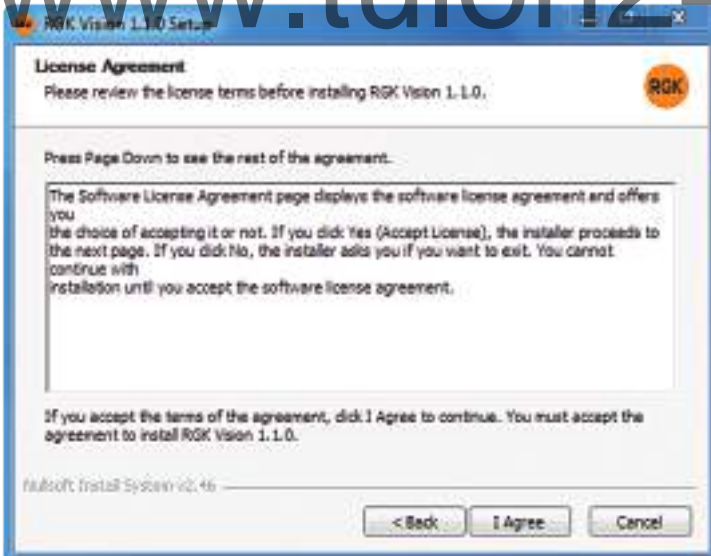 RGK Vision 1.1.0 Setup
License Agreement
Please review the license terms before installing RGK Vision 1.1.0.
RGK
Press Page Down to see the rest of the agreement.
The Software License Agreement page displays the software license agreement and offers
you
the choice of accepting it or not. If you click Yes (Accept License), the installer proceeds to
the next page. If you click No, the installer asks you if you want to exit. You cannot
continue with
installation until you accept the software license agreement.
If you accept the terms of the agreement, click I Agree to continue. You must accept the
agreement to install RGK Vision 1.1.0.
Nullsoft Install System v2.46
< Back
I Agree
Cancel